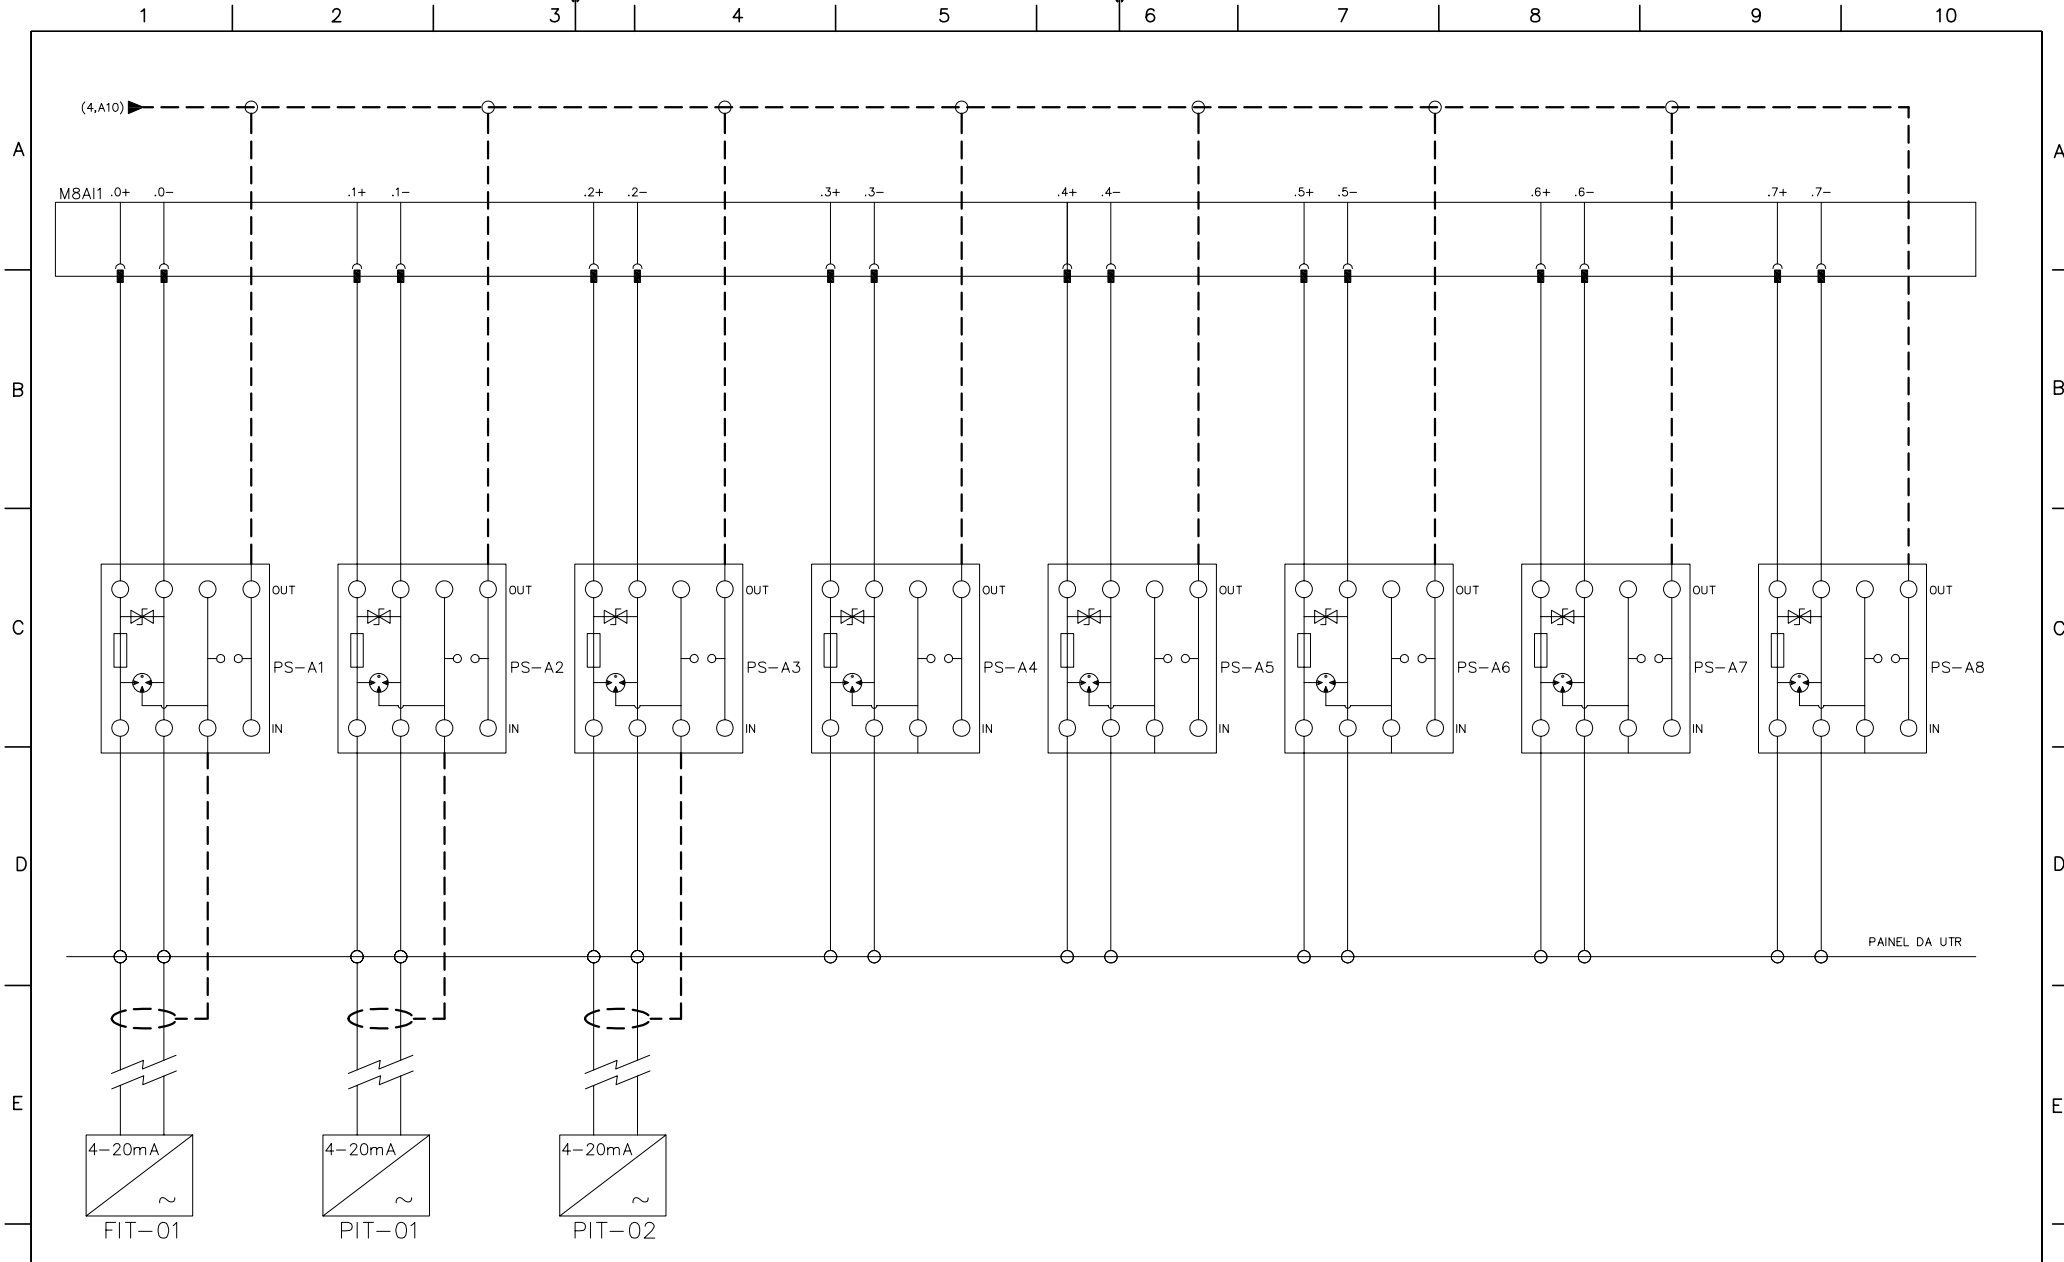 1 2 3 4 5 6 7 8 9 10
(4,A10)
A A
M8AI1 .0+ .0- .1+ .1- .2+ .2- .3+ .3- .4+ .4- .5+ .5- .6+ .6- .7+ .7-
B B
OUT OUT OUT OUT OUT OUT OUT OUT
C C
PS-A1 PS-A2 PS-A3 PS-A4 PS-A5 PS-A6 PS-A7 PS-A8
IN IN IN IN IN IN IN IN
D D
PAINEL DA UTR
E E
4-20mA 4-20mA 4-20mA
~ ~ ~
FIT-01 PIT-01 PIT-02